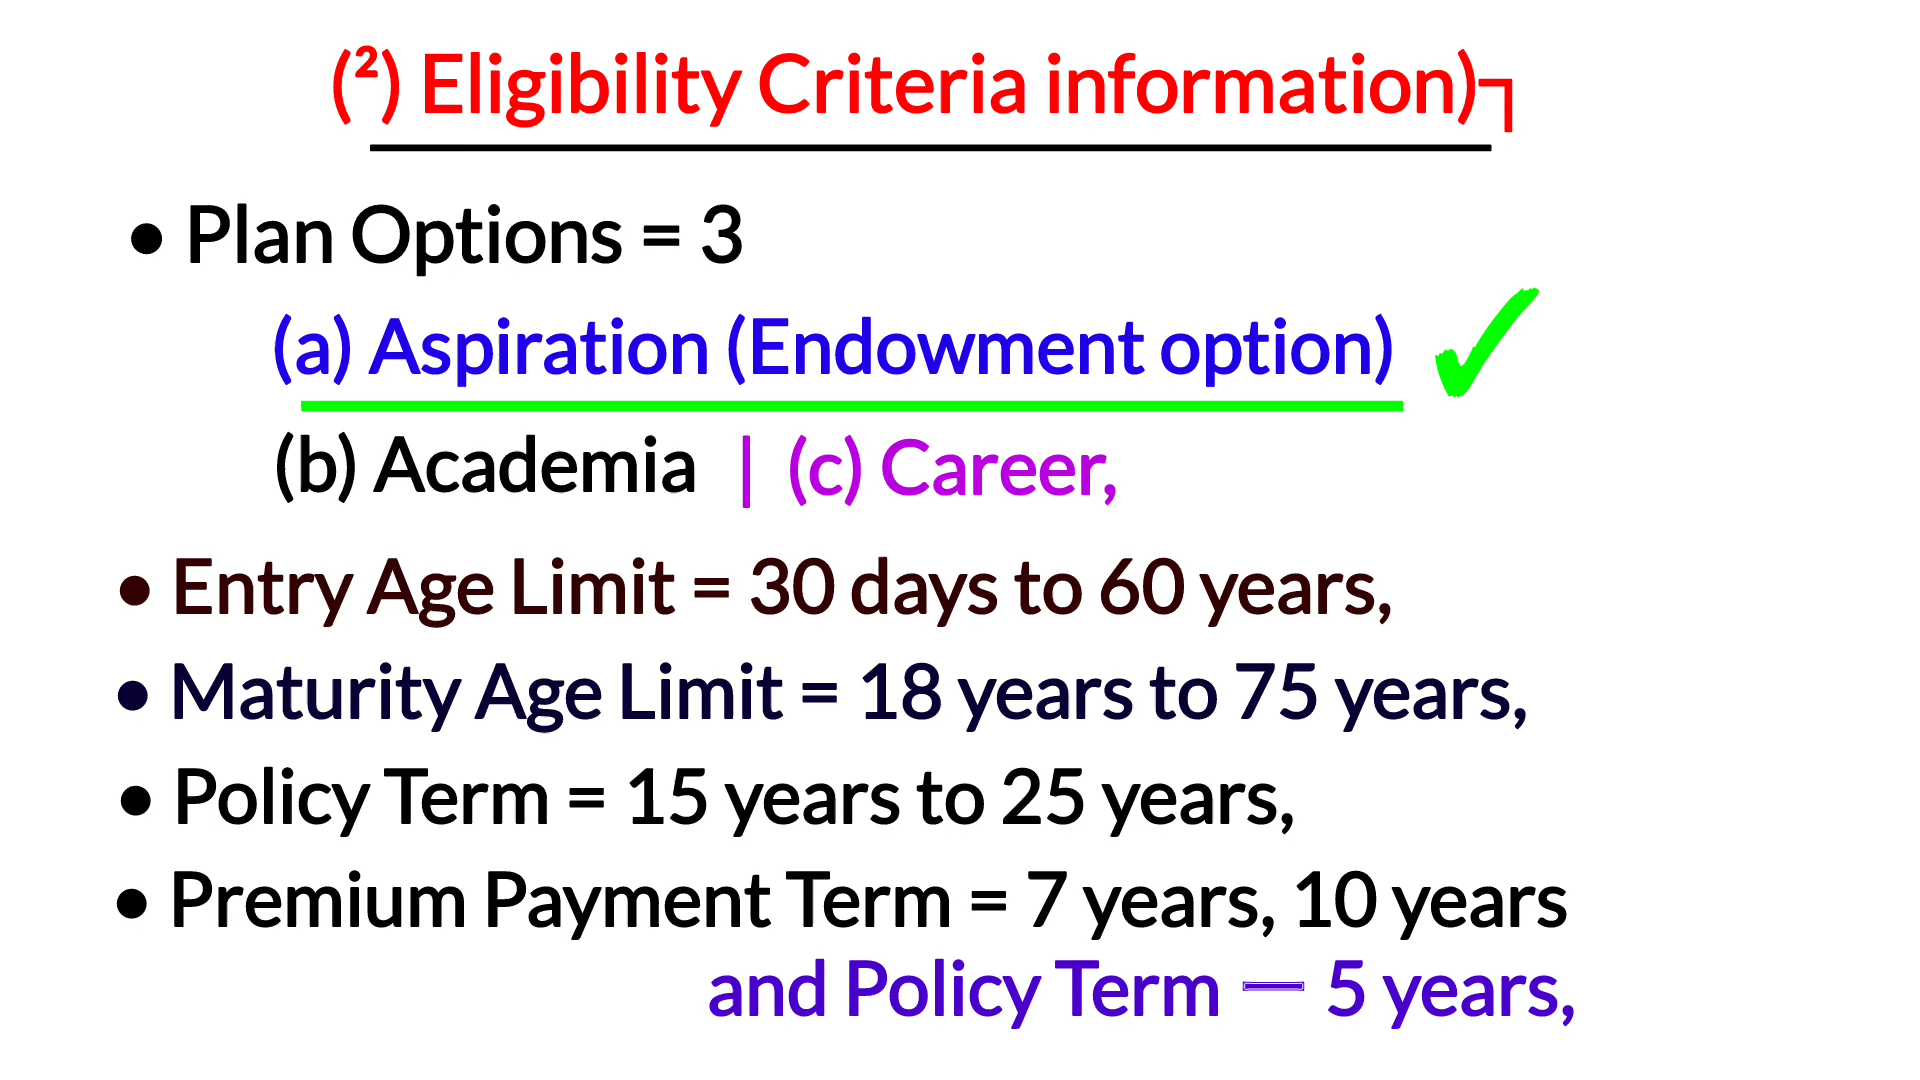 (²) Eligibility Criteria information)┐
• Plan Options = 3
(a) Aspiration (Endowment option) ✓
(b) Academia | (c) Career,
• Entry Age Limit = 30 days to 60 years,
• Maturity Age Limit = 18 years to 75 years,
• Policy Term = 15 years to 25 years,
• Premium Payment Term = 7 years, 10 years
and Policy Term — 5 years,